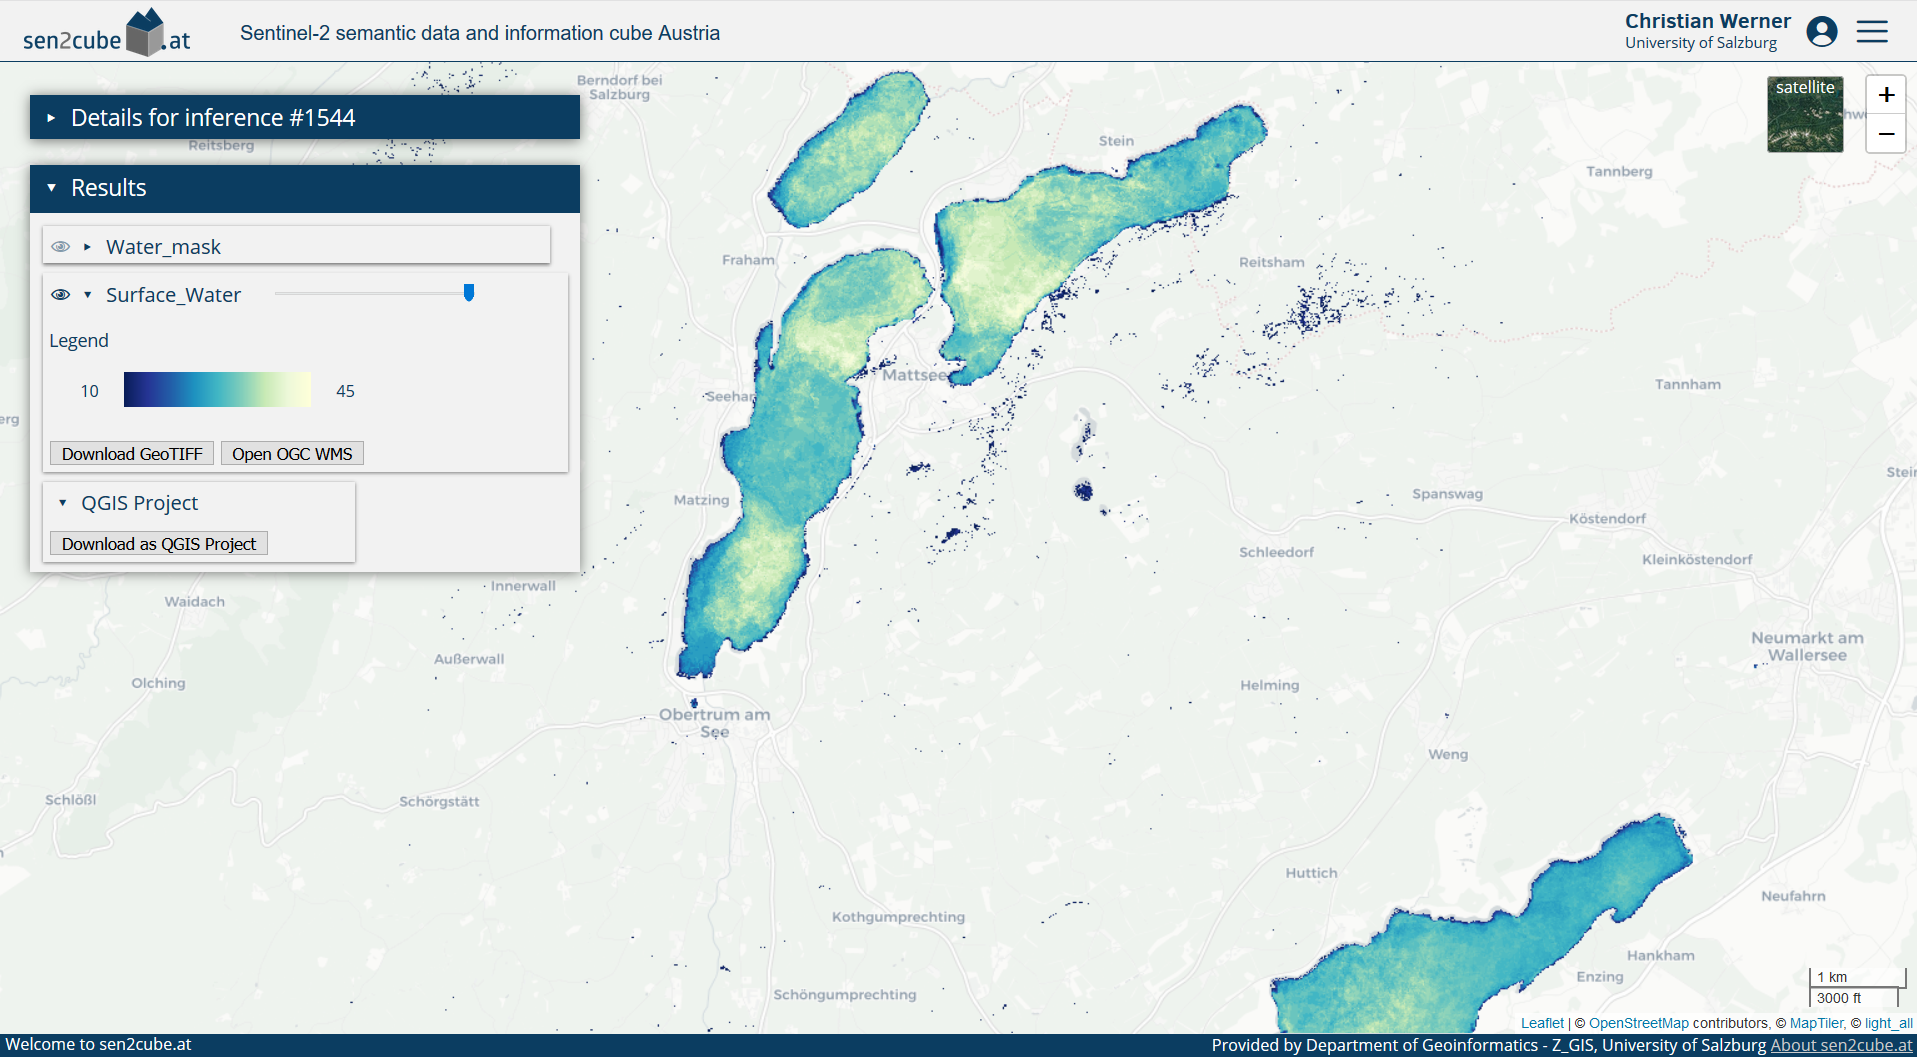 sen2cube.at
Sentinel-2 semantic data and information cube Austria
Christian Werner
University of Salzburg
Details for inference #1544
Results
Water_mask
Surface_Water
Legend
10
45
Download GeoTIFF
Open OGC WMS
QGIS Project
Download as QGIS Project
satellite
+
−
Berndorf bei
Salzburg
Reitsberg
Stein
Tannberg
Fraham
Reitsham
Mattsee
Tannham
Seeham
Matzing
Spanswag
Köstendorf
Schleedorf
Kleinköstendorf
Innerwall
Waidach
Neumarkt am
Wallersee
Außerwall
Olching
Helming
Obertrum am
See
Weng
Schlößl
Schörgstätt
Huttich
Neufahrn
Kothgumprechting
Hankham
Enzing
Schöngumprechting
1 km
3000 ft
Leaflet | © OpenStreetMap contributors, © MapTiler, © light_all
Welcome to sen2cube.at
Provided by Department of Geoinformatics - Z_GIS, University of Salzburg About sen2cube.at